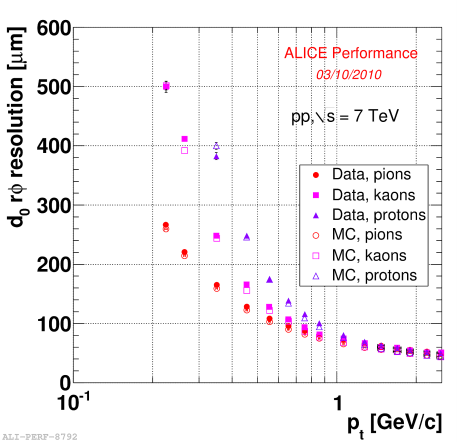 600
500
400
300
200
100
0
d₀ rϕ resolution [μm]
ALICE Performance
03/10/2010
pp,√s = 7 TeV
Data, pions
Data, kaons
Data, protons
MC, pions
MC, kaons
MC, protons
10⁻¹
1
pₜ [GeV/c]
ALI-PERF-8792